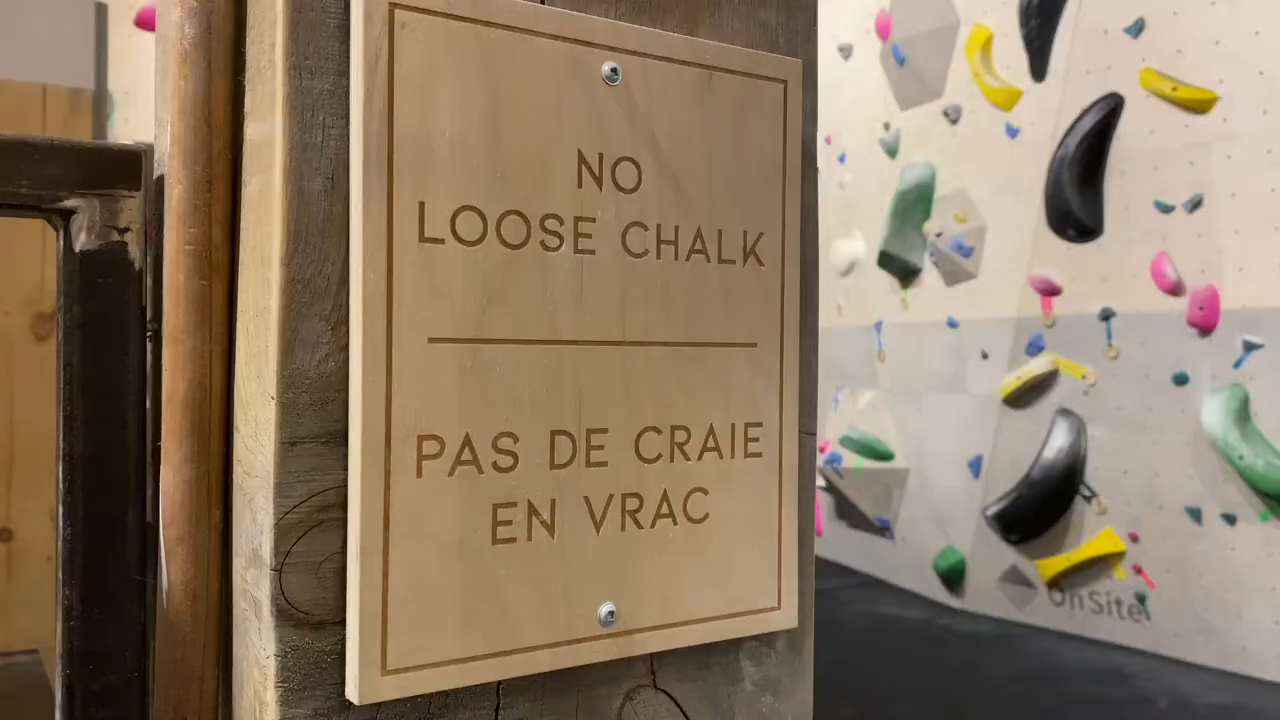 NO
LOOSE CHALK
PAS DE CRAIE
EN VRAC
OnSite